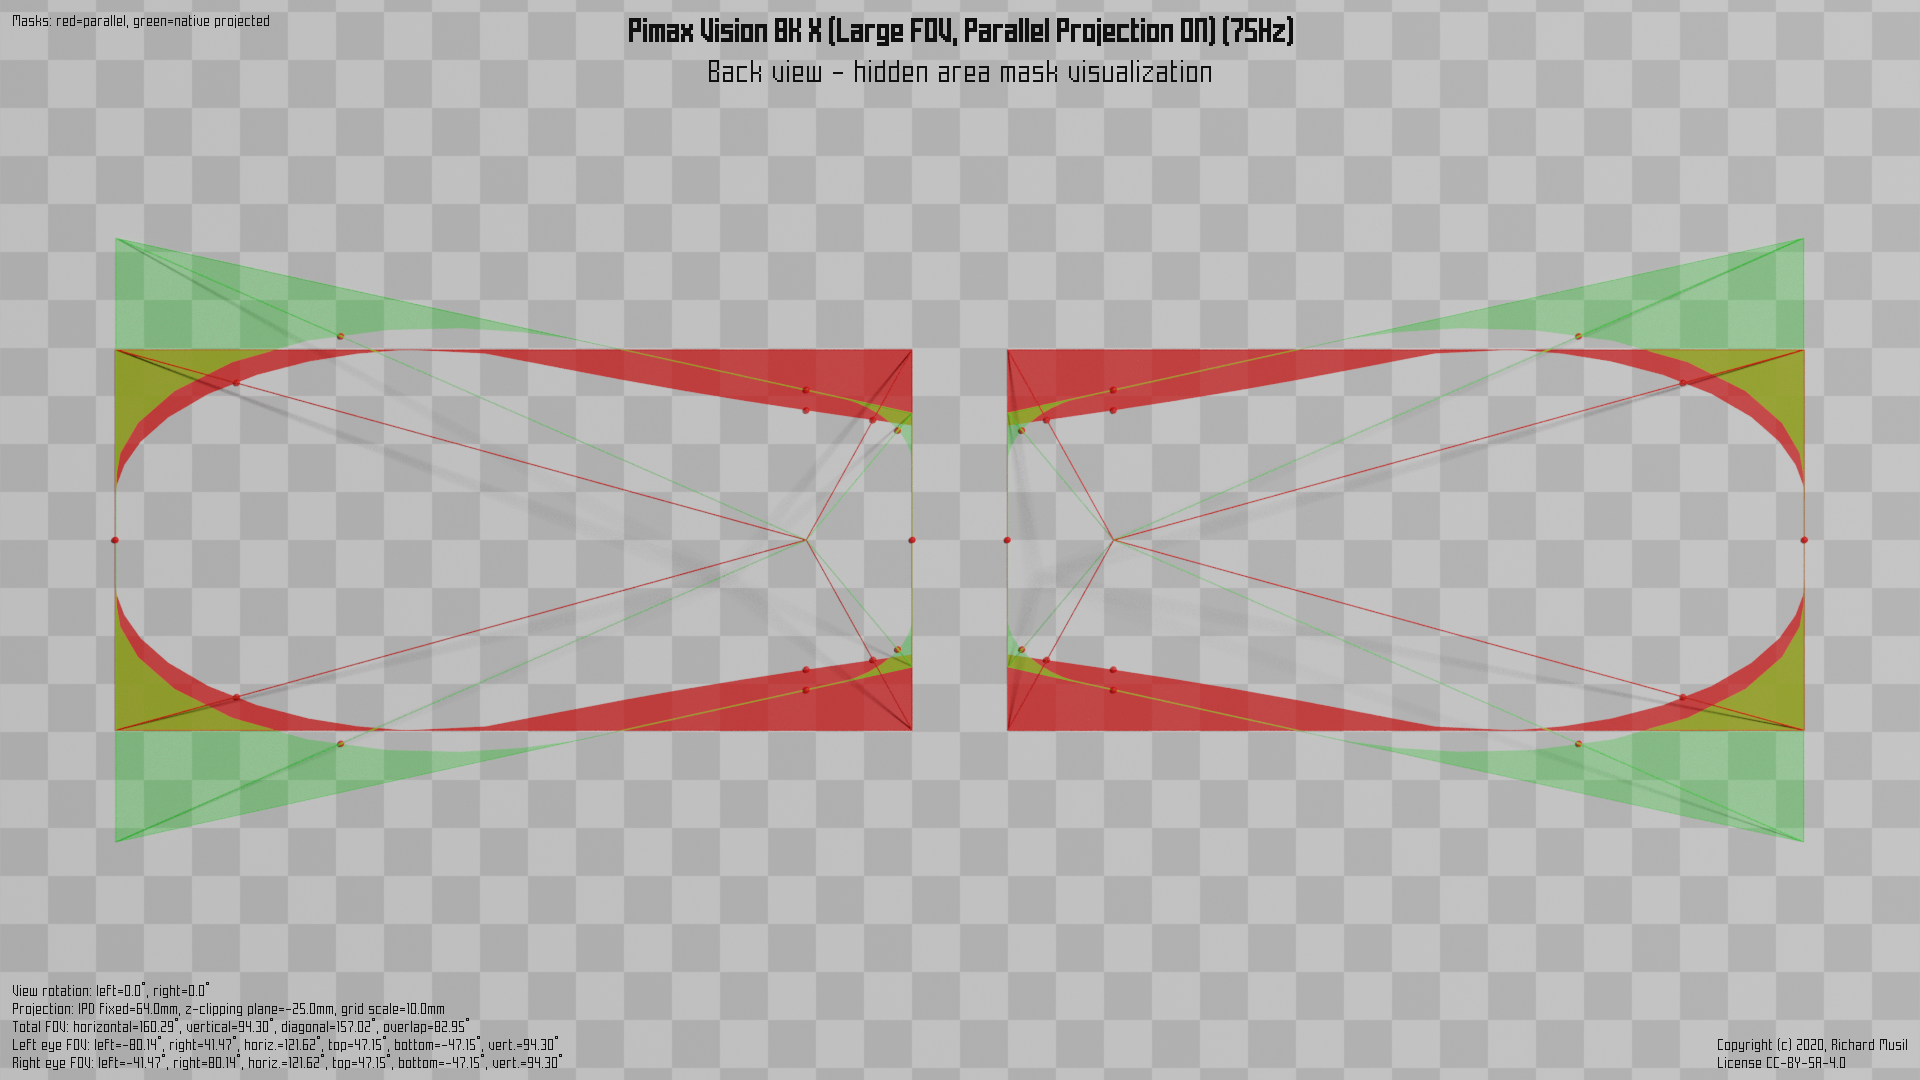 Masks: red=parallel, green=native projected
Pimax Vision 8K X (Large FOV, Parallel Projection ON) (75Hz)
Back view - hidden area mask visualization
View rotation: left=0.0°, right=0.0°
Projection: IPD fixed=64.0mm, z-clipping plane=-25.0mm, grid scale=10.0mm
Total FOV: horizontal=160.29°, vertical=94.30°, diagonal=157.02°, overlap=82.95°
Left eye FOV: left=-80.14°, right=41.47°, horiz.=121.62°, top=47.15°, bottom=-47.15°, vert.=94.30°
Right eye FOV: left=-41.47°, right=80.14°, horiz.=121.62°, top=47.15°, bottom=-47.15°, vert.=94.30°
Copyright (c) 2020, Richard Musil
License CC-BY-SA-4.0